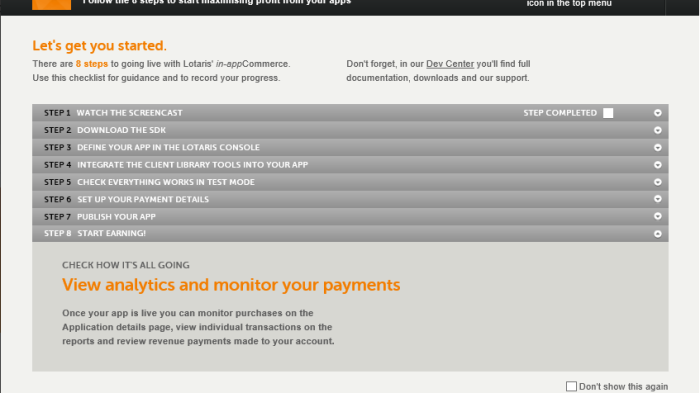 Follow the 8 steps to start maximising profit from your apps
icon in the top menu
Let's get you started.
There are 8 steps to going live with Lotaris' in-appCommerce.
Use this checklist for guidance and to record your progress.
Don't forget, in our Dev Center you'll find full
documentation, downloads and our support.
STEP 1 WATCH THE SCREENCAST STEP COMPLETED
STEP 2 DOWNLOAD THE SDK
STEP 3 DEFINE YOUR APP IN THE LOTARIS CONSOLE
STEP 4 INTEGRATE THE CLIENT LIBRARY TOOLS INTO YOUR APP
STEP 5 CHECK EVERYTHING WORKS IN TEST MODE
STEP 6 SET UP YOUR PAYMENT DETAILS
STEP 7 PUBLISH YOUR APP
STEP 8 START EARNING!
CHECK HOW IT'S ALL GOING
View analytics and monitor your payments
Once your app is live you can monitor purchases on the
Application details page, view individual transactions on the
reports and review revenue payments made to your account.
Don't show this again